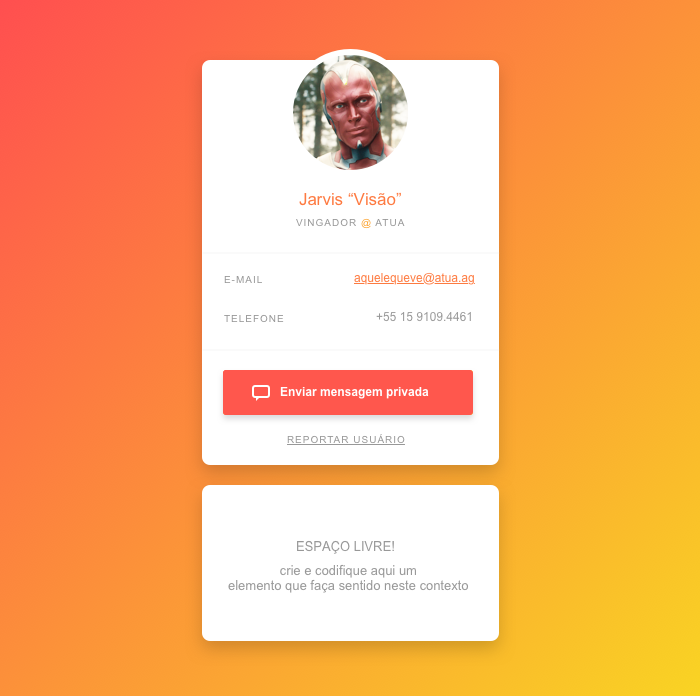 Jarvis “Visão”
VINGADOR @ ATUA
E-MAIL
aquelequeve@atua.ag
TELEFONE
+55 15 9109.4461
Enviar mensagem privada
REPORTAR USUÁRIO
ESPAÇO LIVRE!
crie e codifique aqui um
elemento que faça sentido neste contexto